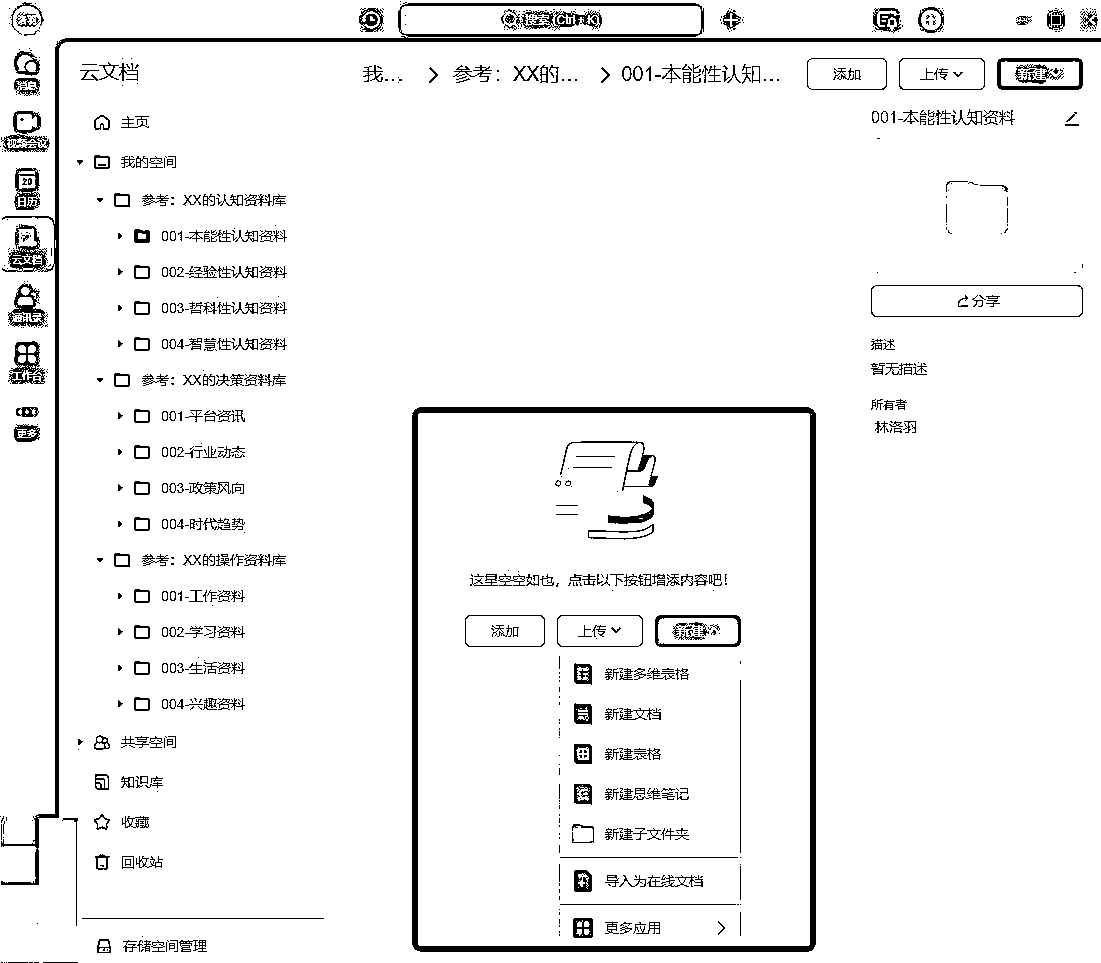 搜索 (Ctrl+K)
消息
视频会议
20
日历
云文档
通讯录
工作台
更多
云文档
主页
我的空间
参考：XX的认知资料库
001-本能性认知资料
002-经验性认知资料
003-哲科性认知资料
004-智慧性认知资料
参考：XX的决策资料库
001-平台资讯
002-行业动态
003-政策风向
004-时代趋势
参考：XX的操作资料库
001-工作资料
002-学习资料
003-生活资料
004-兴趣资料
共享空间
知识库
收藏
回收站
存储空间管理
我... > 参考：XX的... > 001-本能性认知...
添加
上传
新建
这里空空如也，点击以下按钮增添内容吧！
添加
上传
新建
新建多维表格
新建文档
新建表格
新建思维笔记
新建子文件夹
导入为在线文档
更多应用
001-本能性认知资料
分享
描述
暂无描述
所有者
林洛羽